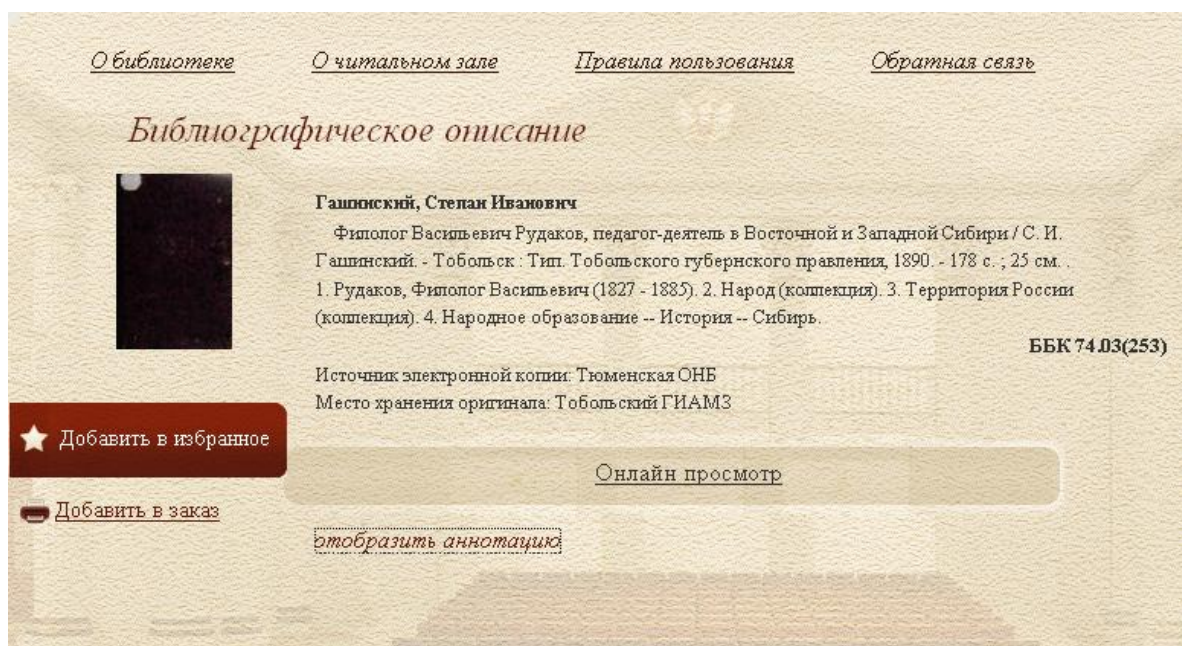 О библиотеке О читальном зале Правила пользования Обратная связь
Библиографическое описание
Гашинский, Степан Иванович
Филолог Васильевич Рудаков, педагог-деятель в Восточной и Западной Сибири / С. И.
Гашинский. - Тобольск : Тип. Тобольского губернского правления, 1890. - 178 с. ; 25 см. .
1. Рудаков, Филолог Васильевич (1827 - 1885). 2. Народ (коллекция). 3. Территория России
(коллекция). 4. Народное образование -- История -- Сибирь.
ББК 74.03(253)
Источник электронной копии: Тюменская ОНБ
Место хранения оригинала: Тобольский ГИАМЗ
Добавить в избранное
Онлайн просмотр
Добавить в заказ
отобразить аннотацию